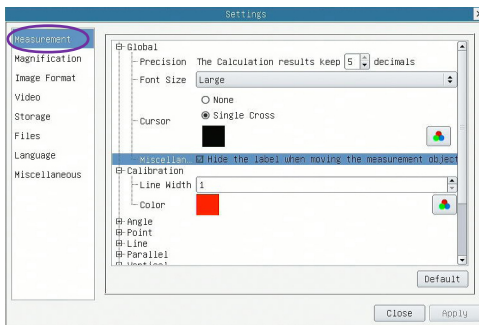 Settings
Measurement
Magnification
Image Format
Video
Storage
Files
Language
Miscellaneous
Global
Precision The Calculation results keep 5 decimals
Font Size Large
None
Cursor
Single Cross
Miscellan.. Hide the label when moving the measurement object
Calibration
Line Width 1
Color
Angle
Point
Line
Parallel
Vertical
Default
Close Apply